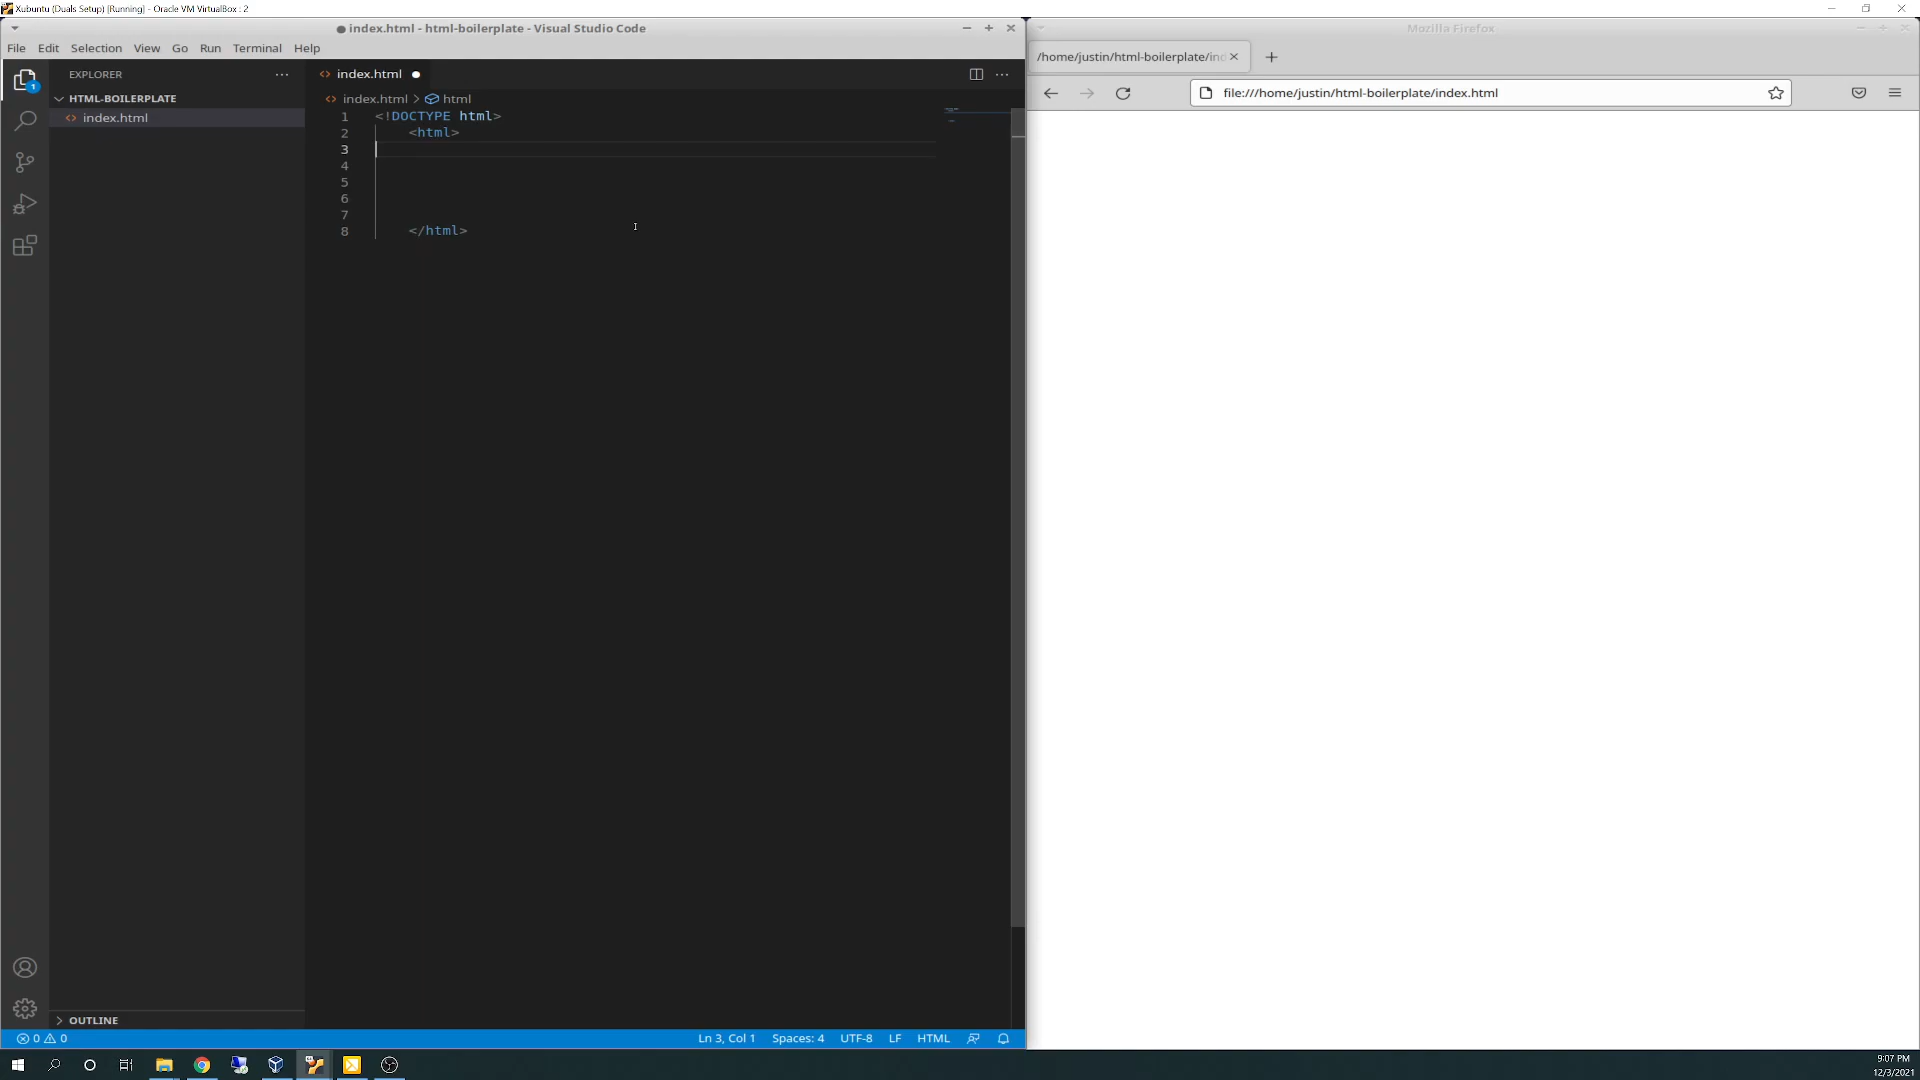 Xubuntu (Duals Setup) [Running] - Oracle VM VirtualBox : 2
index.html - html-boilerplate - Visual Studio Code
Mozilla Firefox
File Edit Selection View Go Run Terminal Help
/home/justin/html-boilerplate/ind
file:///home/justin/html-boilerplate/index.html
EXPLORER
index.html
HTML-BOILERPLATE
index.html > html
index.html
1
1 <!DOCTYPE html>
2 <html>
3
4
5
6
7
8 </html>
OUTLINE
0 0
Ln 3, Col 1 Spaces: 4 UTF-8 LF HTML
9:07 PM
12/3/2021